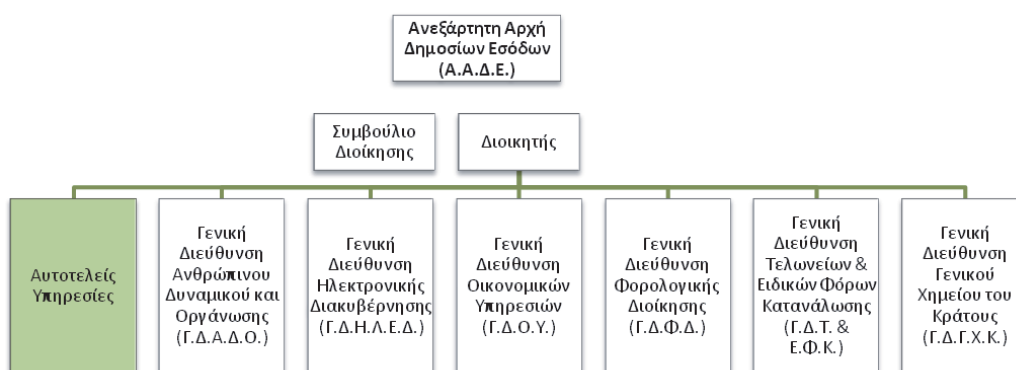 Ανεξάρτητη Αρχή
Δημοσίων Εσόδων
(Α.Α.Δ.Ε.)
Συμβούλιο
Διοίκησης
Διοικητής
Αυτοτελείς
Υπηρεσίες
Γενική
Διεύθυνση
Ανθρώπινου
Δυναμικού και
Οργάνωσης
(Γ.Δ.Α.Δ.Ο.)
Γενική
Διεύθυνση
Ηλεκτρονικής
Διακυβέρνησης
(Γ.Δ.Η.Λ.Ε.Δ.)
Γενική
Διεύθυνση
Οικονομικών
Υπηρεσιών
(Γ.Δ.Ο.Υ.)
Γενική
Διεύθυνση
Φορολογικής
Διοίκησης
(Γ.Δ.Φ.Δ.)
Γενική
Διεύθυνση
Τελωνείων &
Ειδικών Φόρων
Κατανάλωσης
(Γ.Δ.Τ. &
Ε.Φ.Κ.)
Γενική
Διεύθυνση
Γενικού
Χημείου του
Κράτους
(Γ.Δ.Γ.Χ.Κ.)